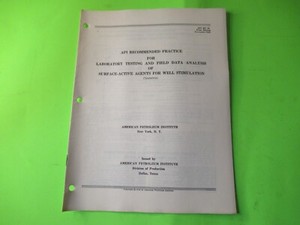 API RECOMMENDED PRACTICE
FOR
LABORATORY TESTING AND FIELD DATA ANALYSIS
OF
SURFACE-ACTIVE AGENTS FOR WELL STIMULATION
(Tentative)
AMERICAN PETROLEUM INSTITUTE
New York, N. Y.
Issued by
AMERICAN PETROLEUM INSTITUTE
Division of Production
Dallas, Texas